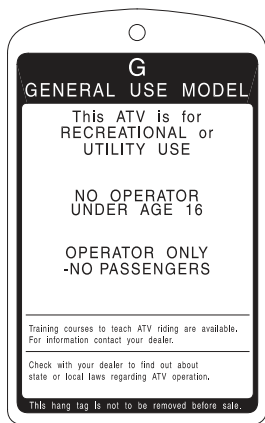 G
GENERAL USE MODEL
This ATV is for
RECREATIONAL or
UTILITY USE
NO OPERATOR
UNDER AGE 16
OPERATOR ONLY
-NO PASSENGERS
Training courses to teach ATV riding are available.
For information contact your dealer.
Check with your dealer to find out about
state or local laws regarding ATV operation.
This hang tag is not to be removed before sale.